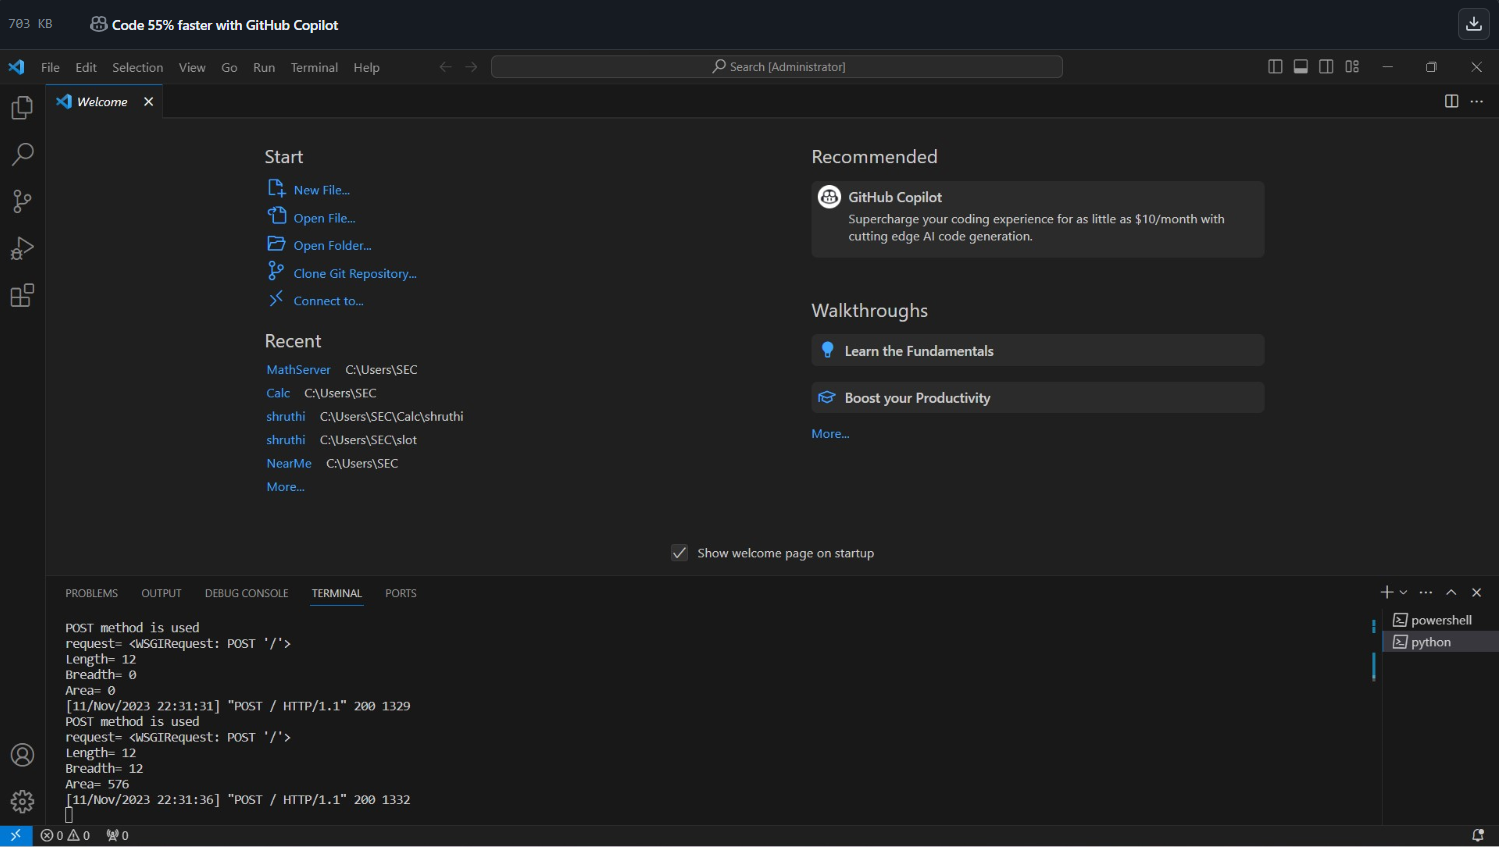 703 KB Code 55% faster with GitHub Copilot
File Edit Selection View Go Run Terminal Help Search [Administrator]
Welcome
Start
New File...
Open File...
Open Folder...
Clone Git Repository...
Connect to...
Recent
MathServer C:\Users\SEC
Calc C:\Users\SEC
shruthi C:\Users\SEC\Calc\shruthi
shruthi C:\Users\SEC\slot
NearMe C:\Users\SEC
More...
Recommended
GitHub Copilot
Supercharge your coding experience for as little as $10/month with
cutting edge AI code generation.
Walkthroughs
Learn the Fundamentals
Boost your Productivity
More...
Show welcome page on startup
PROBLEMS OUTPUT DEBUG CONSOLE TERMINAL PORTS
POST method is used
request= <WSGIRequest: POST '/'>
Length= 12
Breadth= 0
Area= 0
[11/Nov/2023 22:31:31] "POST / HTTP/1.1" 200 1329
POST method is used
request= <WSGIRequest: POST '/'>
Length= 12
Breadth= 12
Area= 576
[11/Nov/2023 22:31:36] "POST / HTTP/1.1" 200 1332
powershell
python
0 0 0